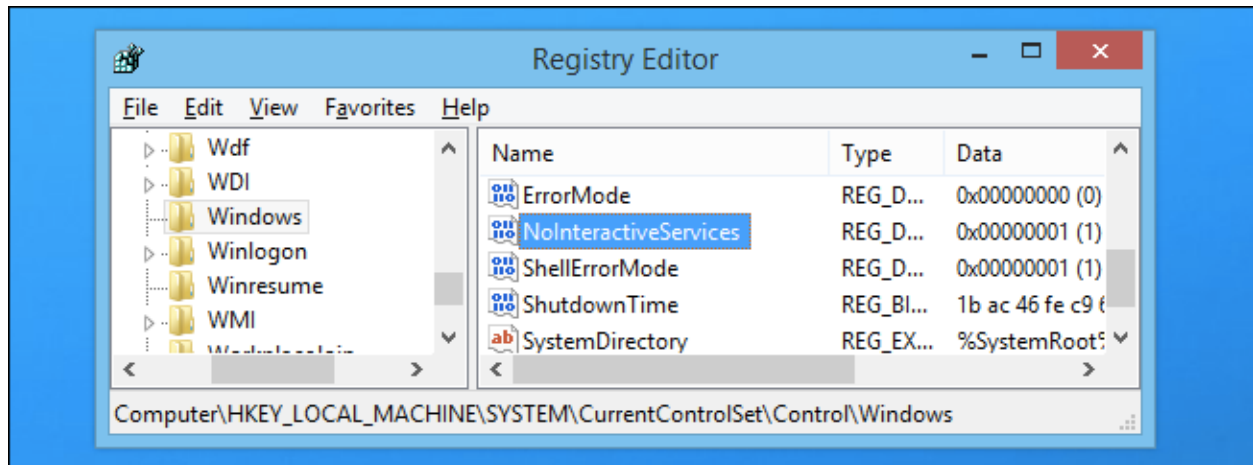 Registry Editor
File Edit View Favorites Help
Wdf
WDI
Windows
Winlogon
Winresume
WMI
Name Type Data
ErrorMode REG_D... 0x00000000 (0)
NoInteractiveServices REG_D... 0x00000001 (1)
ShellErrorMode REG_D... 0x00000001 (1)
ShutdownTime REG_BI... 1b ac 46 fe c9
SystemDirectory REG_EX... %SystemRoot%
Computer\HKEY_LOCAL_MACHINE\SYSTEM\CurrentControlSet\Control\Windows